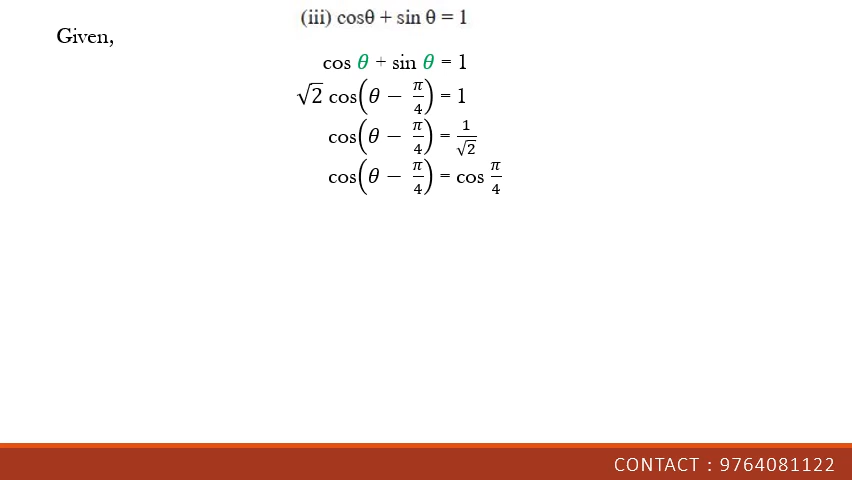 (iii) cosθ + sin θ = 1
Given,
cos θ + sin θ = 1
√2 cos(θ − π/4) = 1
cos(θ − π/4) = 1/√2
cos(θ − π/4) = cos π/4
CONTACT : 9764081122